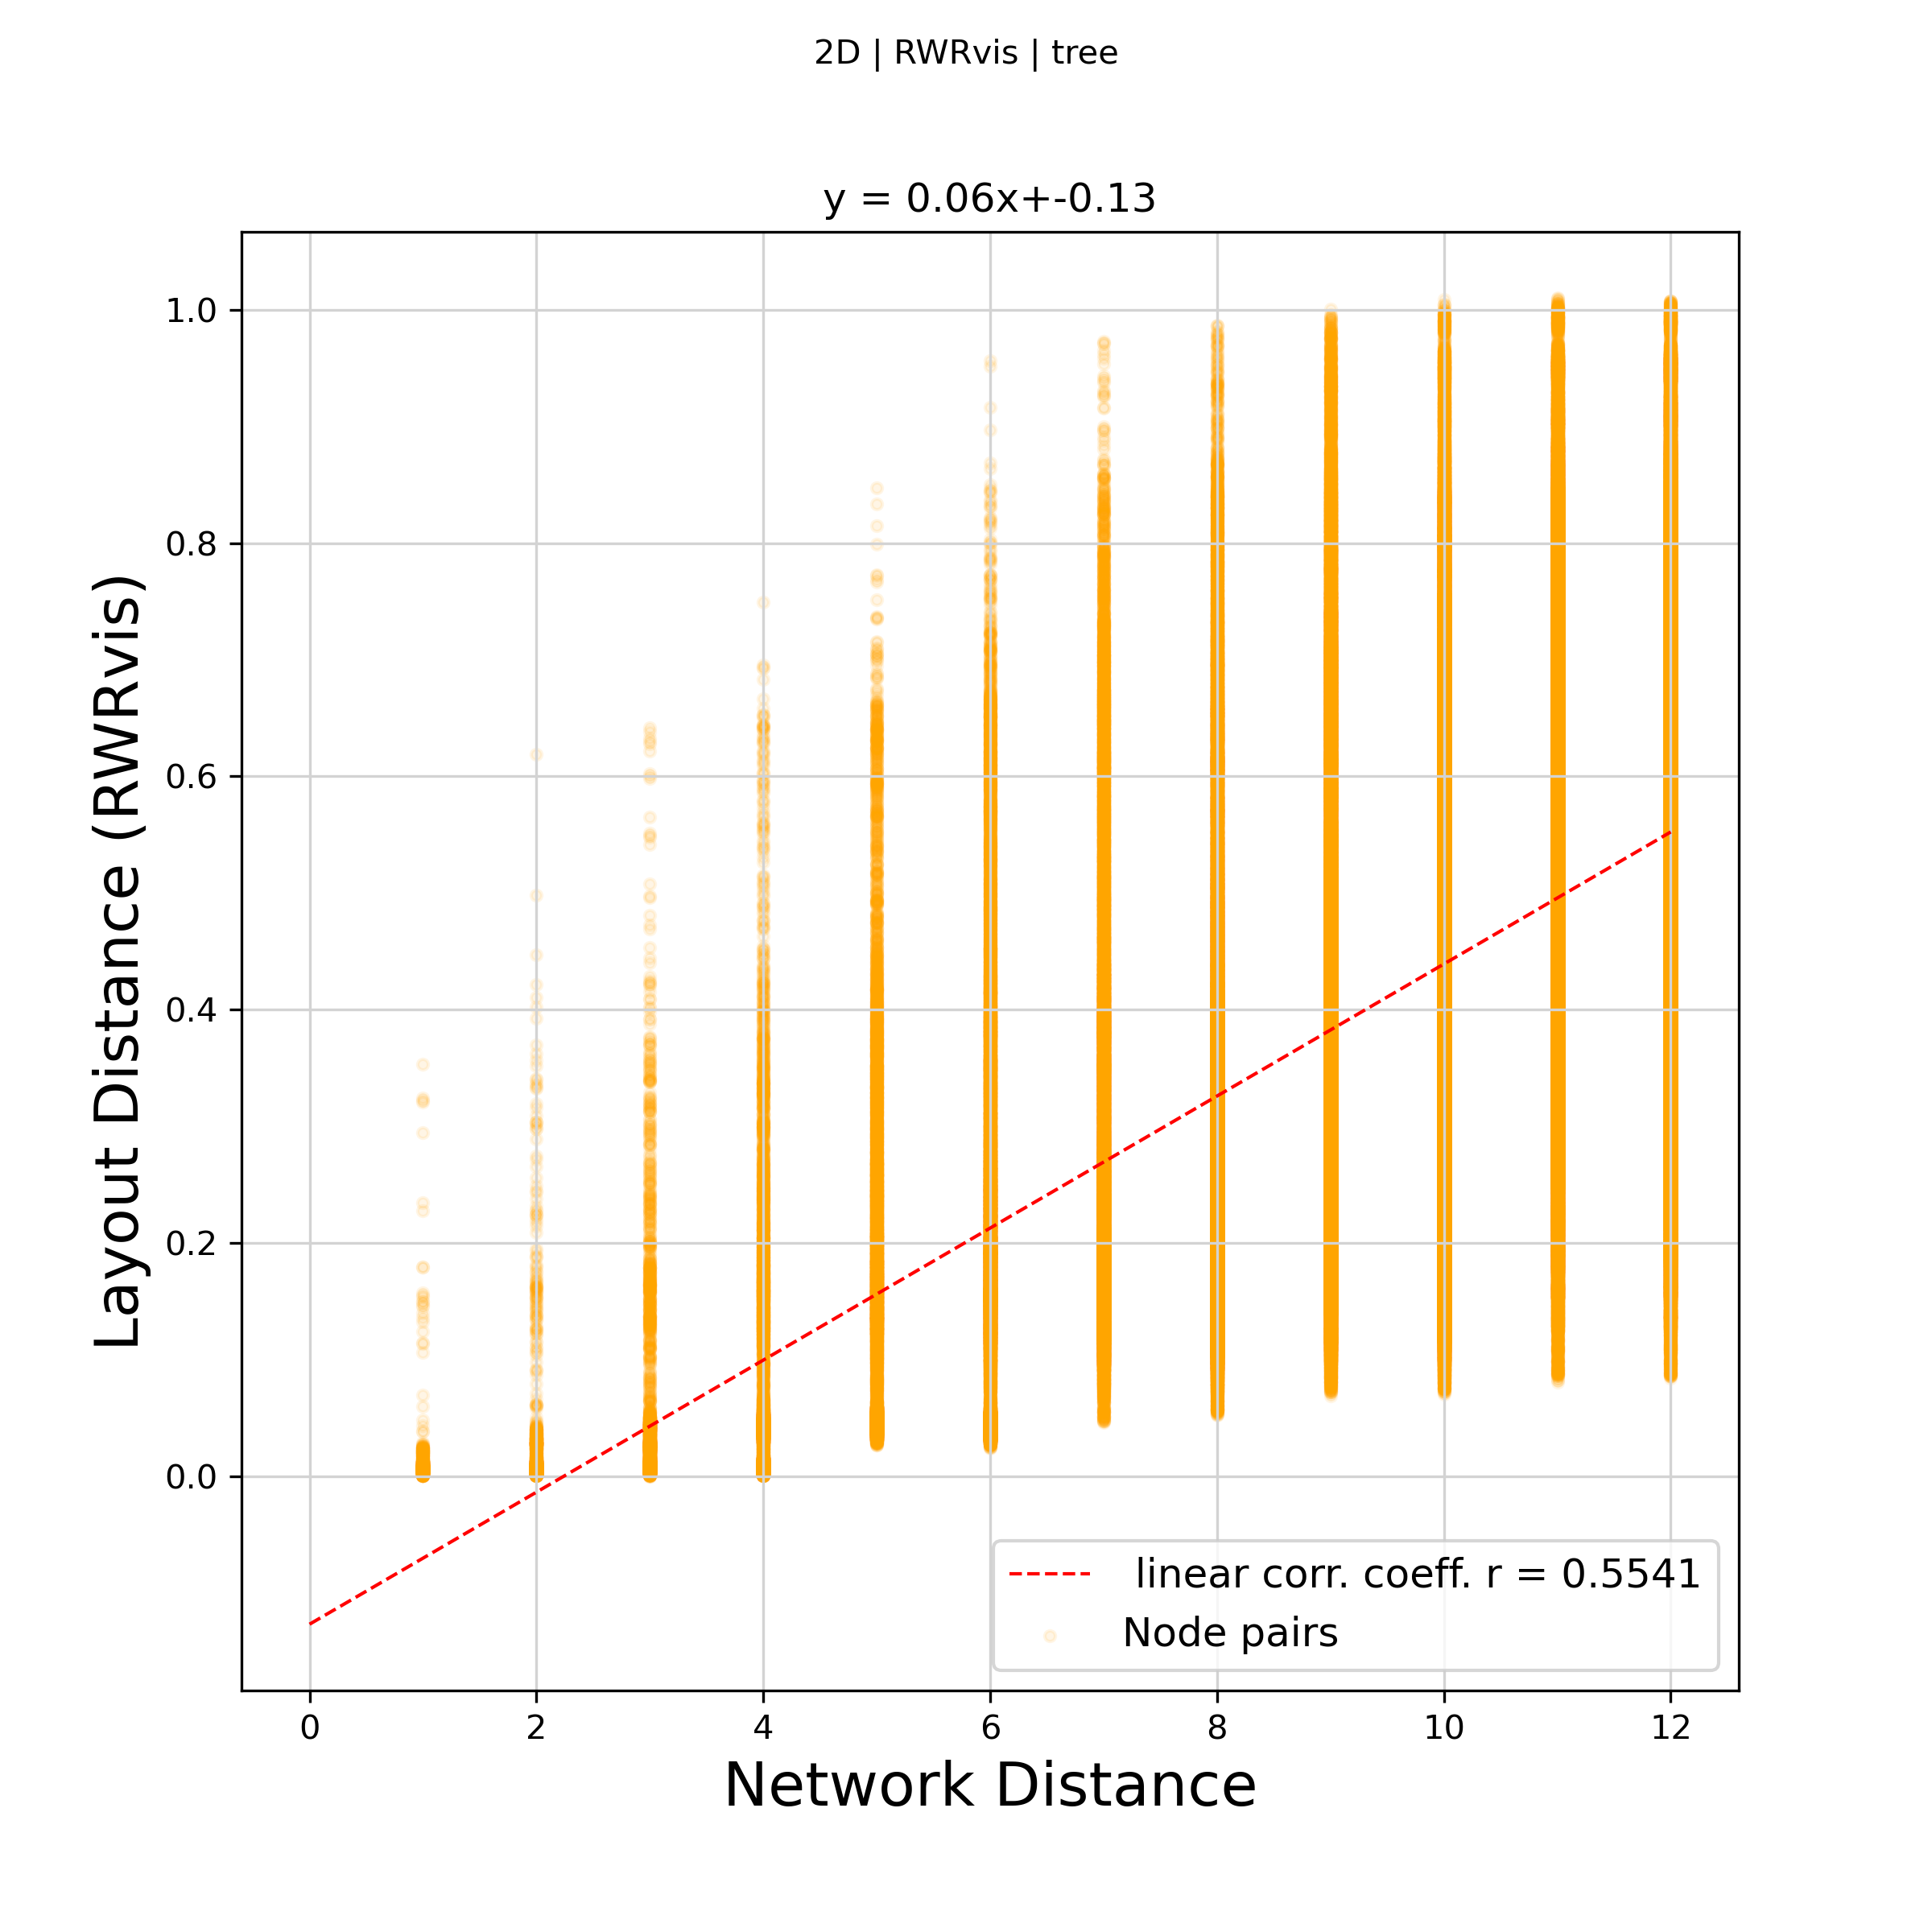 2D | RWRvis | tree
y = 0.06x+-0.13
Layout Distance (RWRvis)
1.0
0.8
0.6
0.4
0.2
0.0
linear corr. coeff. r = 0.5541
Node pairs
0 2 4 6 8 10 12
Network Distance